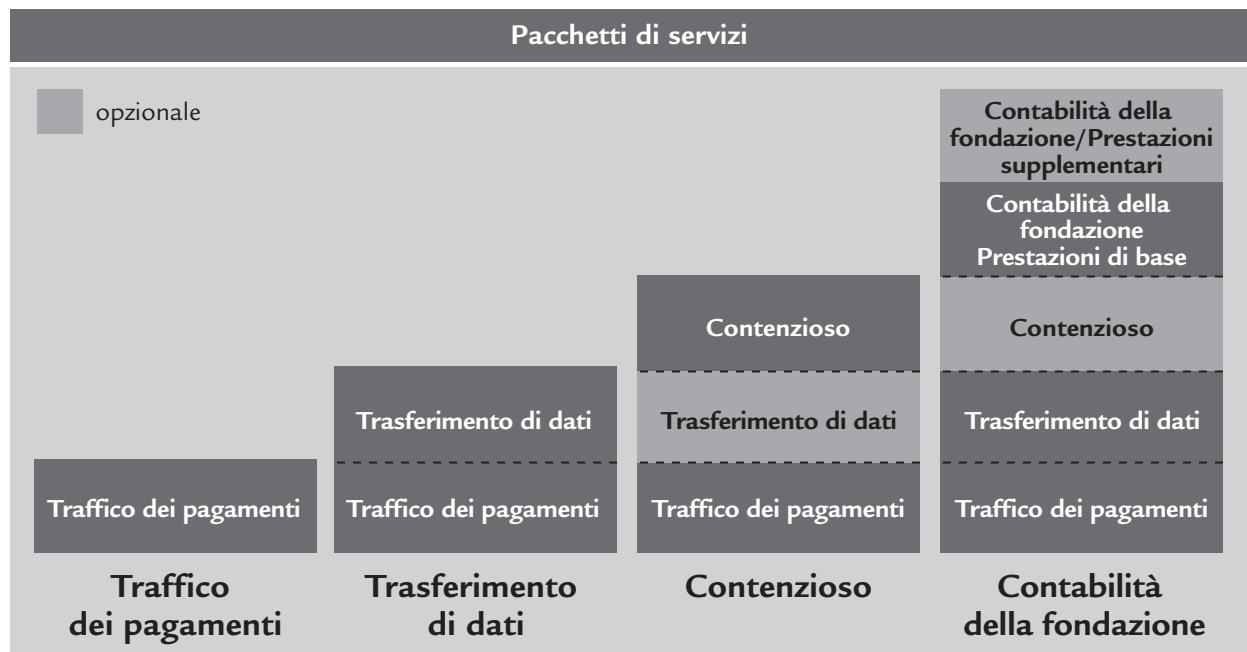 Pacchetti di servizi
opzionale
Contabilità della
fondazione/Prestazioni
supplementari
Contabilità della
fondazione
Prestazioni di base
Contenzioso
Contenzioso
Trasferimento di dati
Trasferimento di dati
Trasferimento di dati
Traffico dei pagamenti
Traffico dei pagamenti
Traffico dei pagamenti
Traffico dei pagamenti
Traffico
dei pagamenti
Trasferimento
di dati
Contenzioso
Contabilità
della fondazione